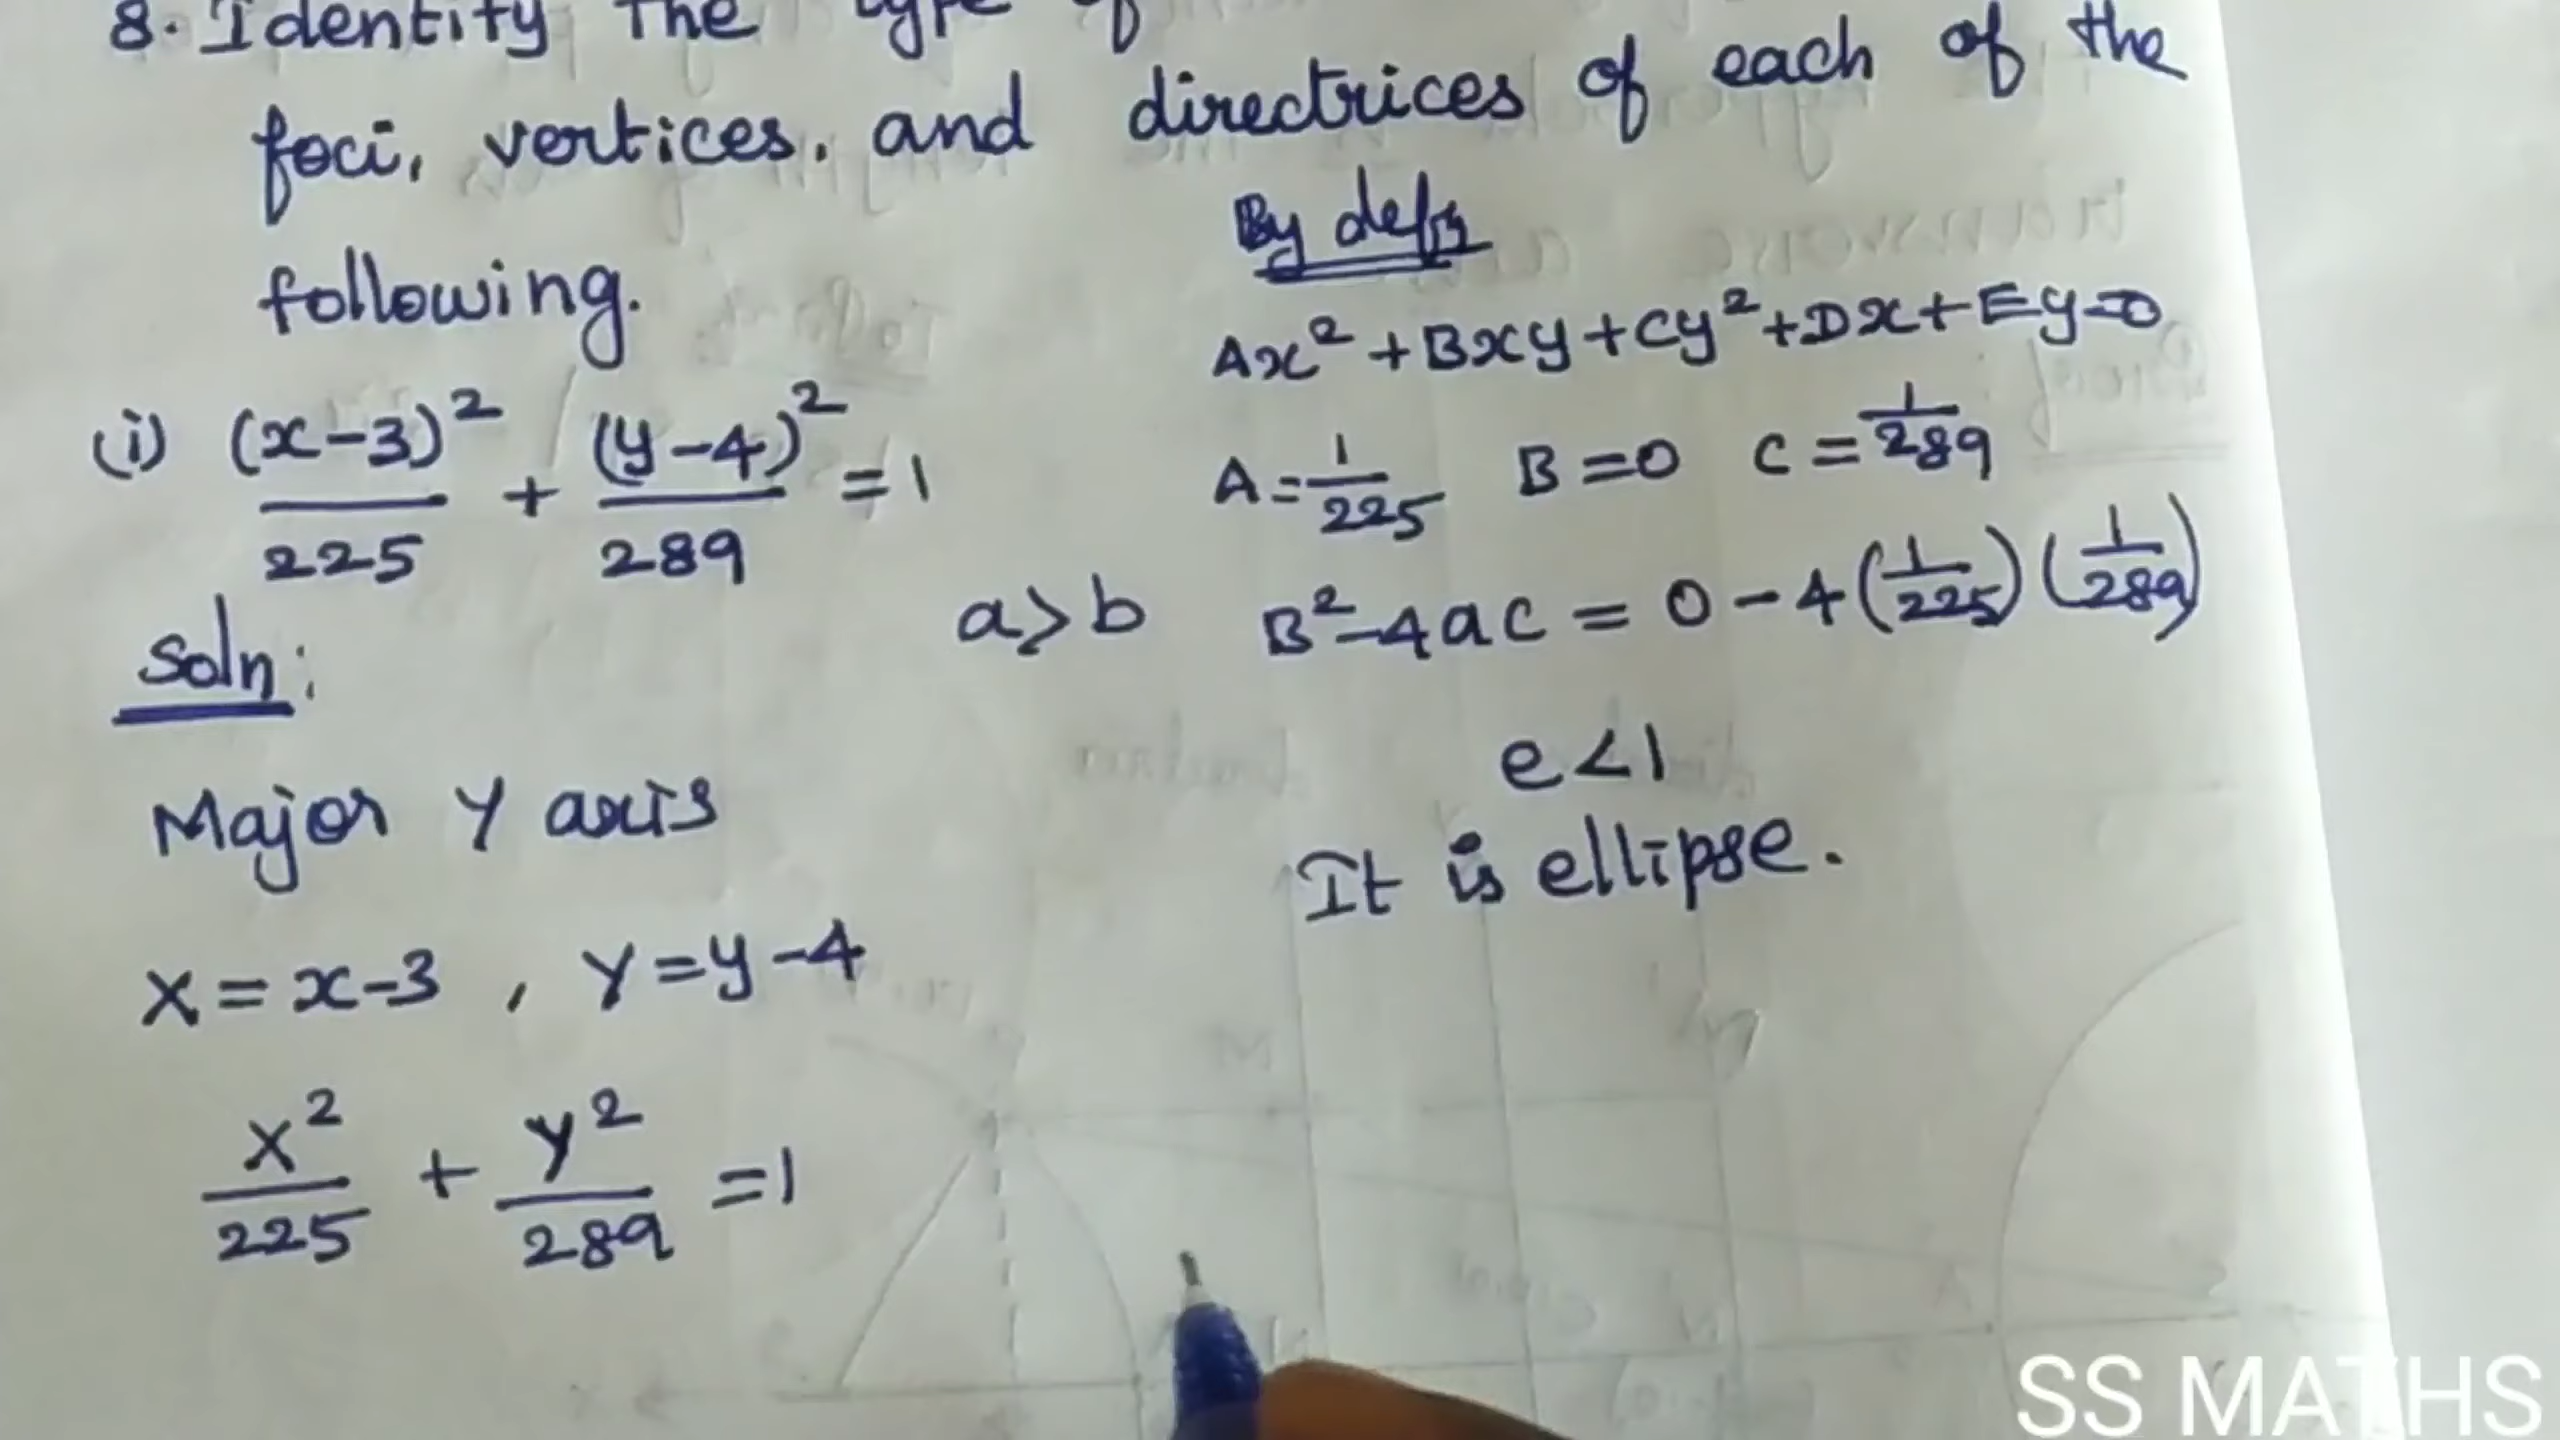 8. Identify The type of
foci, vertices, and directrices of each of the
following.
(i) (x-3)²/225 + (y-4)²/289 = 1
Soln:
Major Y axis
X = x-3 , Y = y-4
X²/225 + Y²/289 = 1
By defn
Ax² + Bxy + Cy² + Dx + Ey=0
A = 1/225 B = 0 C = 1/289
a > b B²-4ac = 0 - 4(1/225)(1/289)
e < 1
It is ellipse.
SS MATHS